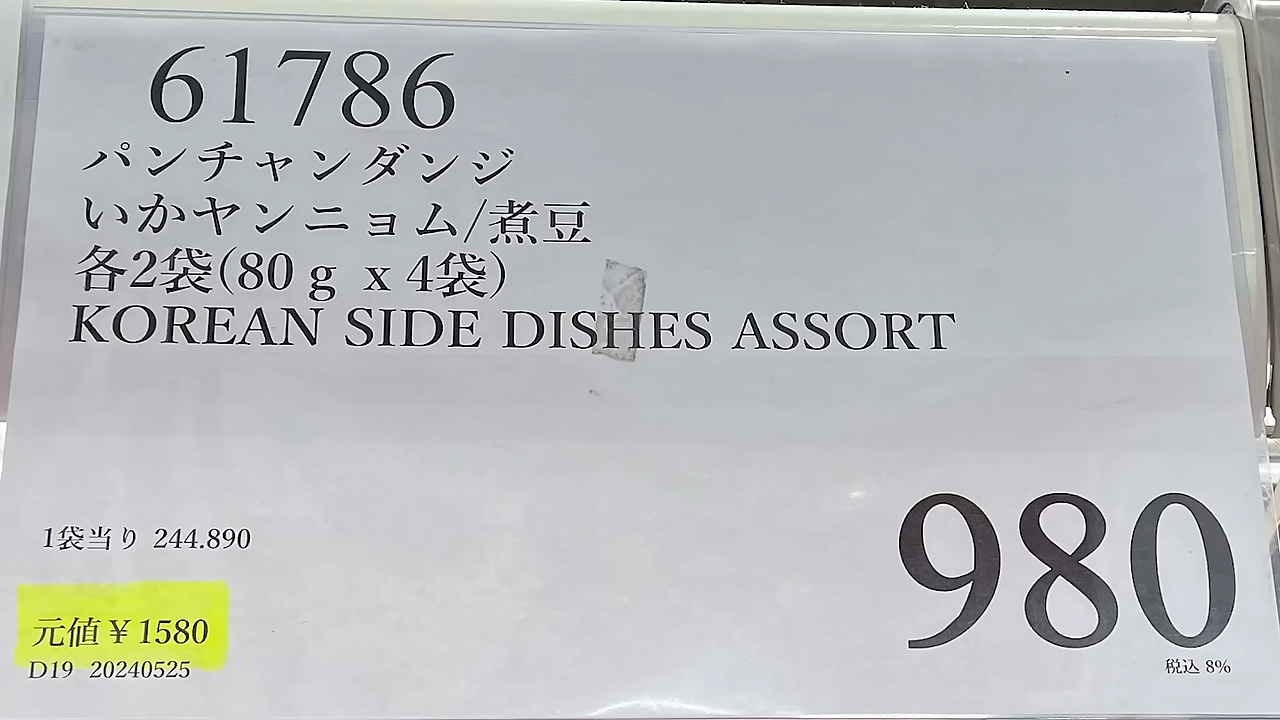 61786
パンチャンダンジ
いかヤンニョム/煮豆
各2袋(80ｇ x 4袋)
KOREAN SIDE DISHES ASSORT
1袋当り 244.890
980
元値￥1580
税込 8%
D19 20240525